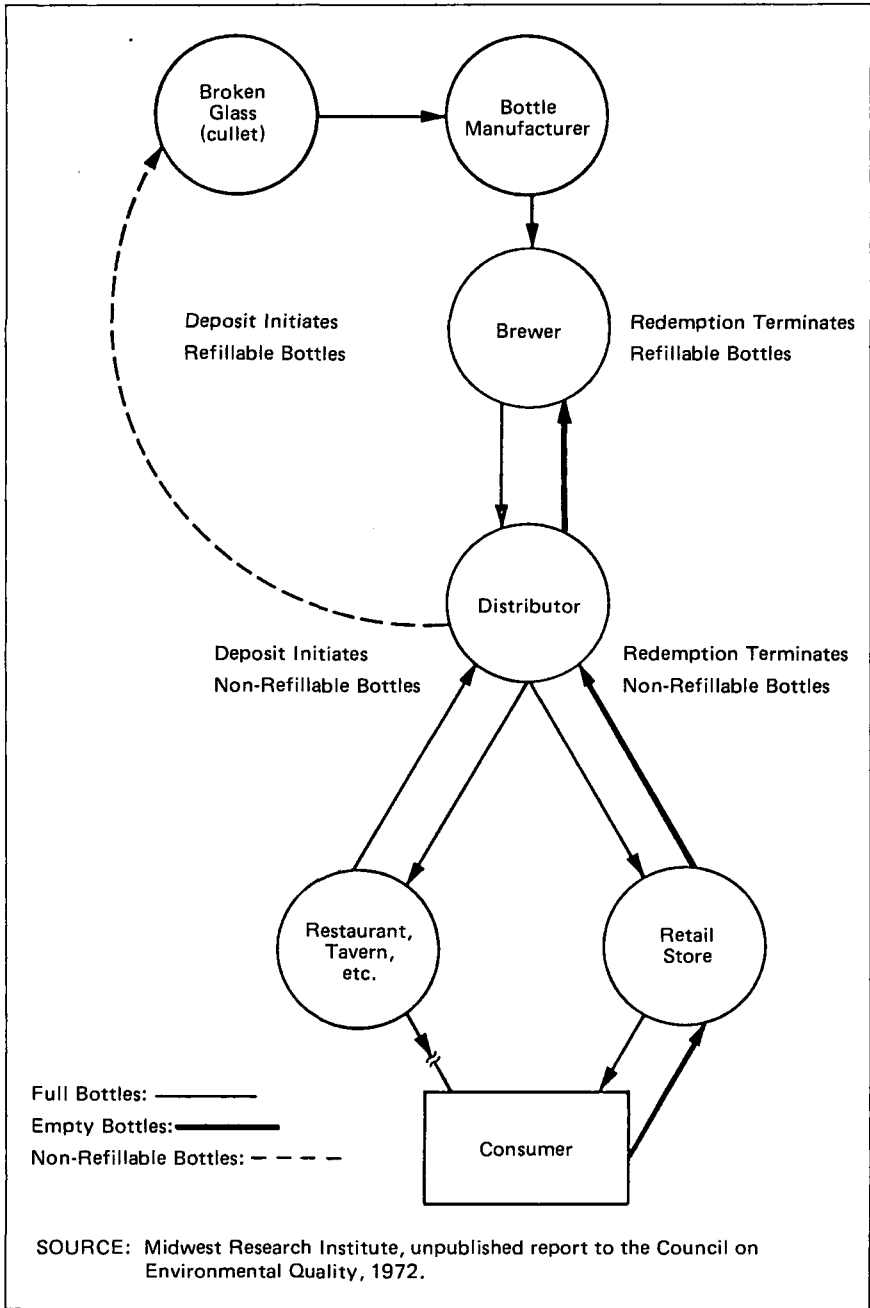 Broken
Glass
(cullet)
Bottle
Manufacturer
Deposit Initiates
Refillable Bottles
Brewer
Redemption Terminates
Refillable Bottles
Distributor
Deposit Initiates
Non-Refillable Bottles
Redemption Terminates
Non-Refillable Bottles
Restaurant,
Tavern,
etc.
Retail
Store
Full Bottles:
Empty Bottles:
Non-Refillable Bottles:
Consumer
SOURCE: Midwest Research Institute, unpublished report to the Council on
Environmental Quality, 1972.